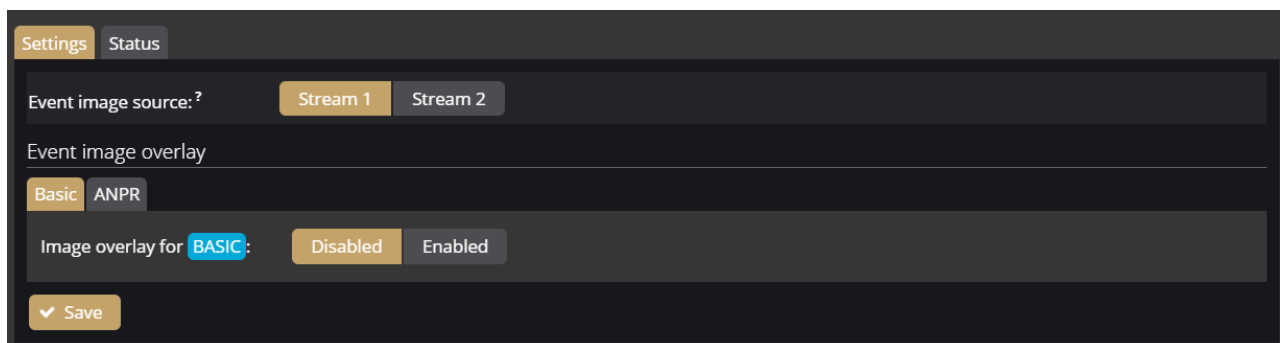 Settings Status
Event image source: ? Stream 1 Stream 2
Event image overlay
Basic ANPR
Image overlay for BASIC: Disabled Enabled
Save